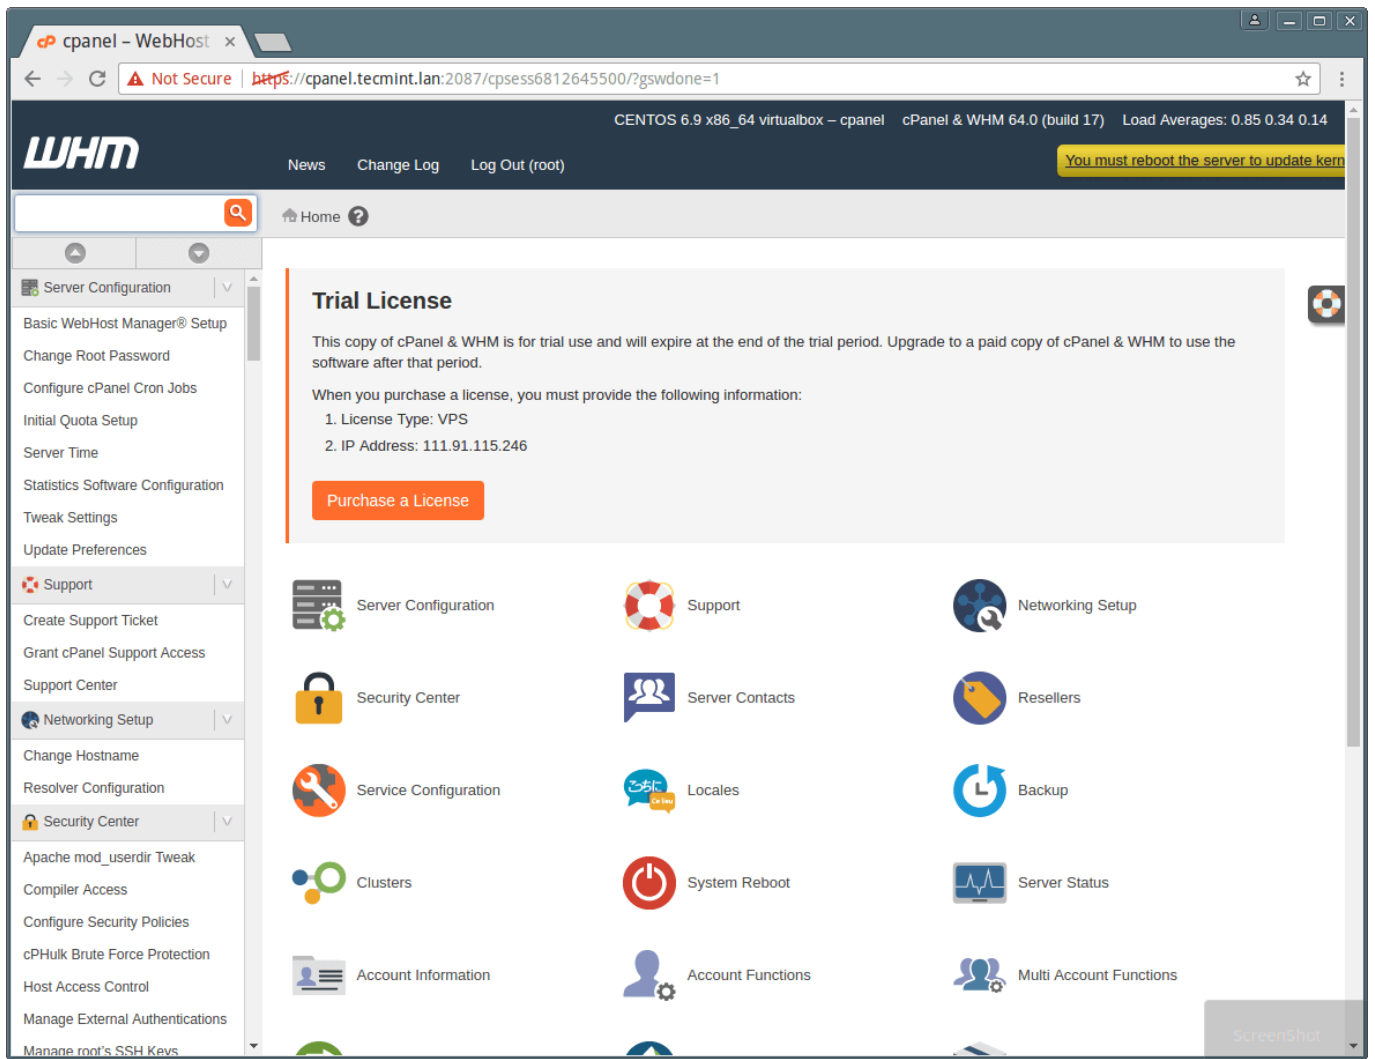 cpanel – WebHost
Not Secure https://cpanel.tecmint.lan:2087/cpsess6812645500/?gswdone=1
CENTOS 6.9 x86_64 virtualbox – cpanel cPanel & WHM 64.0 (build 17) Load Averages: 0.85 0.34 0.14
WHM
News Change Log Log Out (root)
You must reboot the server to update kern
Home
Server Configuration
Basic WebHost Manager® Setup
Change Root Password
Configure cPanel Cron Jobs
Initial Quota Setup
Server Time
Statistics Software Configuration
Tweak Settings
Update Preferences
Support
Create Support Ticket
Grant cPanel Support Access
Support Center
Networking Setup
Change Hostname
Resolver Configuration
Security Center
Apache mod_userdir Tweak
Compiler Access
Configure Security Policies
cPHulk Brute Force Protection
Host Access Control
Manage External Authentications
Manage root's SSH Keys
Trial License
This copy of cPanel & WHM is for trial use and will expire at the end of the trial period. Upgrade to a paid copy of cPanel & WHM to use the
software after that period.
When you purchase a license, you must provide the following information:
1. License Type: VPS
2. IP Address: 111.91.115.246
Purchase a License
Server Configuration
Support
Networking Setup
Security Center
Server Contacts
Resellers
Service Configuration
Locales
Backup
Clusters
System Reboot
Server Status
Account Information
Account Functions
Multi Account Functions
ScreenShot